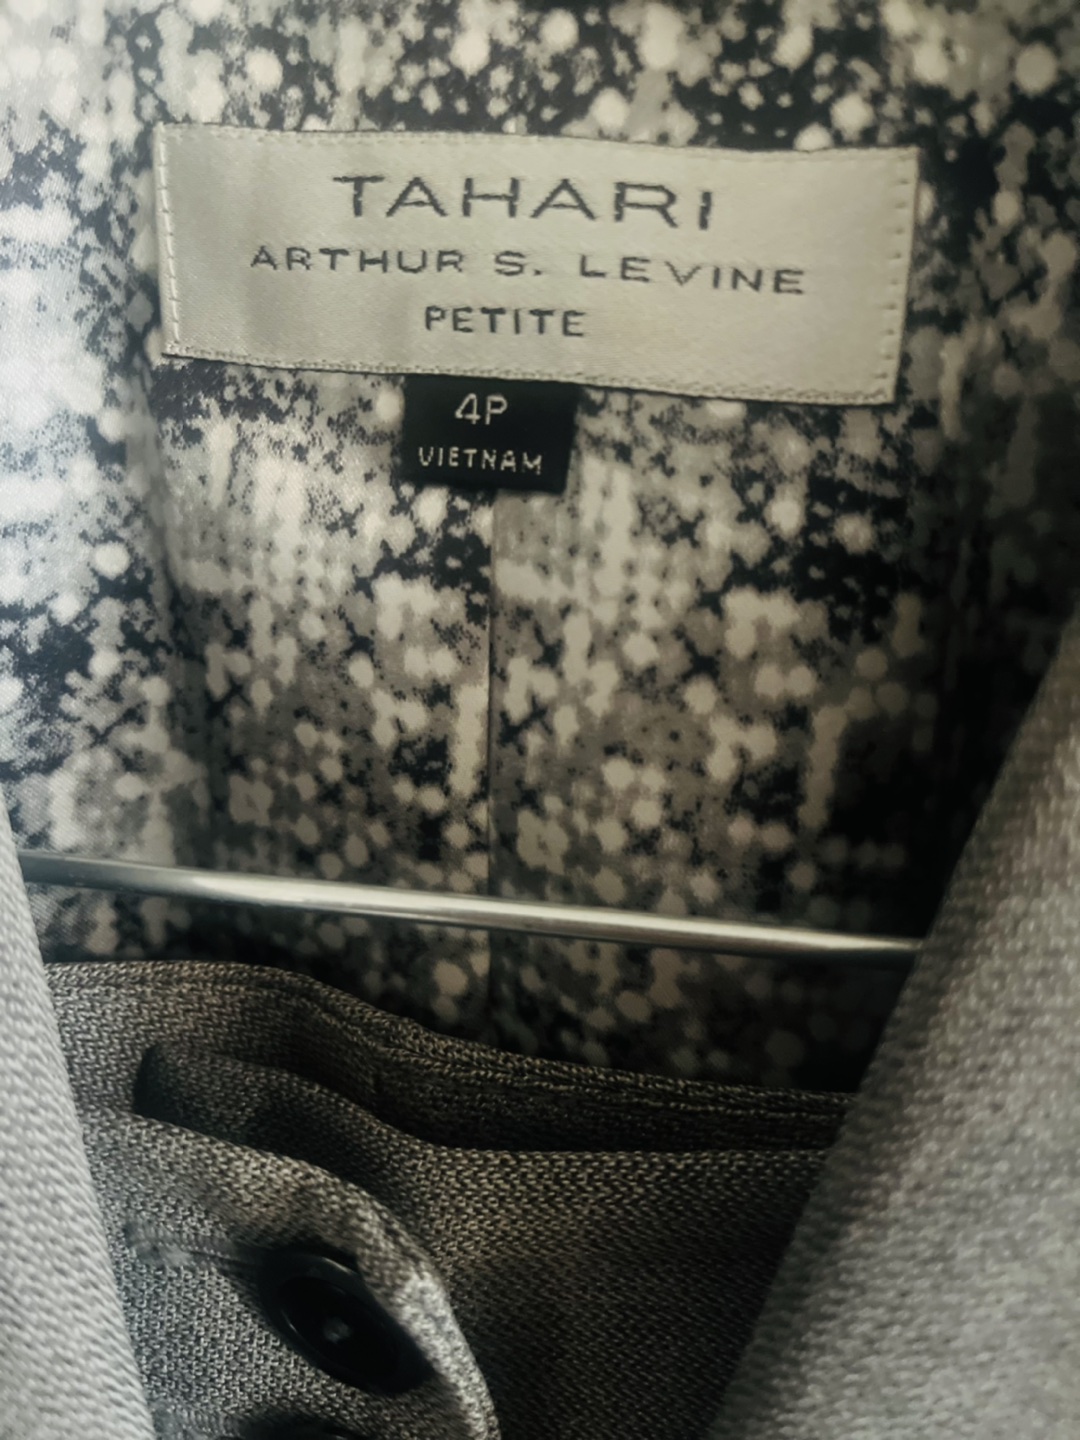 TAHARI
ARTHUR S. LEVINE
PETITE
4P
VIETNAM